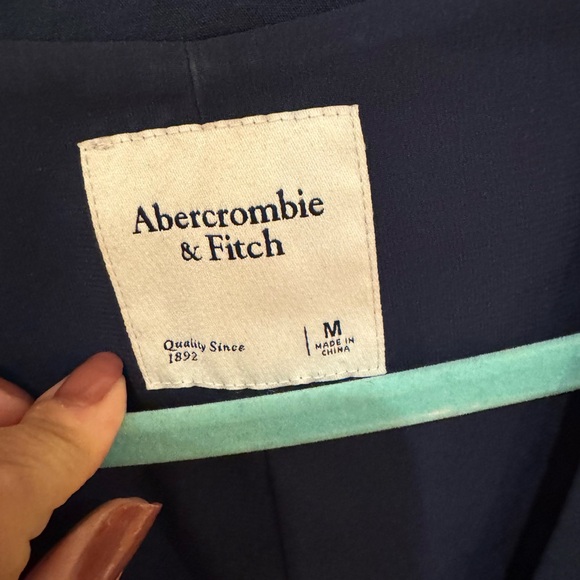 Abercrombie
& Fitch
Quality Since
1892
M
MADE IN
CHINA